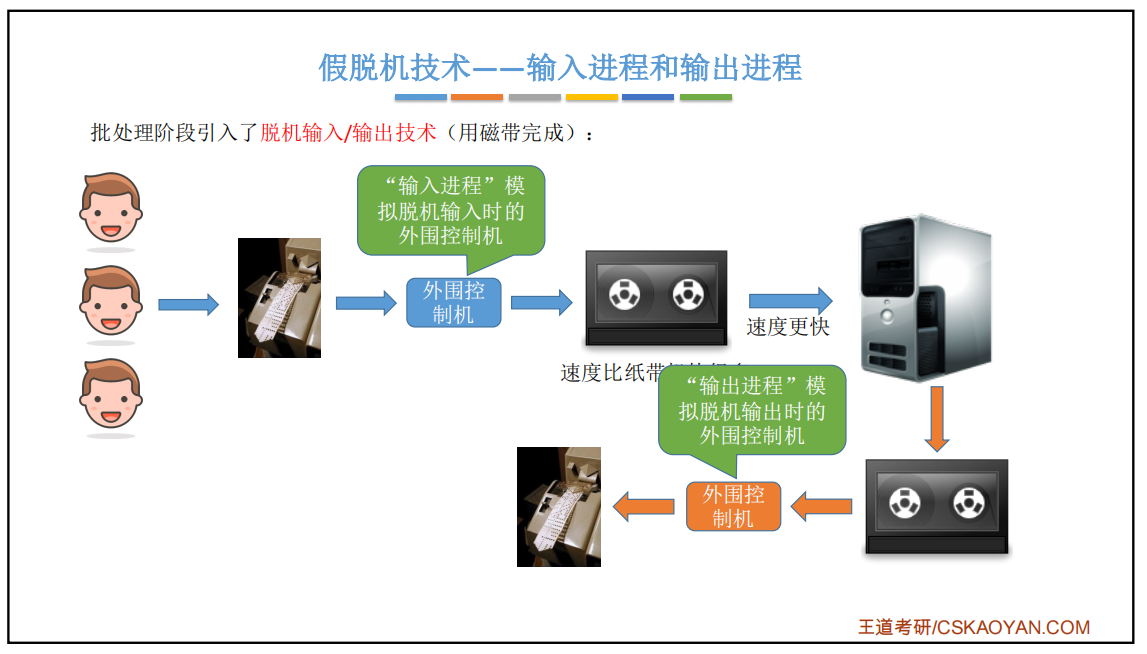 假脱机技术——输入进程和输出进程
批处理阶段引入了脱机输入/输出技术（用磁带完成）：
“输入进程”模
拟脱机输入时的
外围控制机
外围控
制机
速度更快
速度比纸带
“输出进程”模
拟脱机输出时的
外围控制机
外围控
制机
王道考研/CSKAOYAN.COM